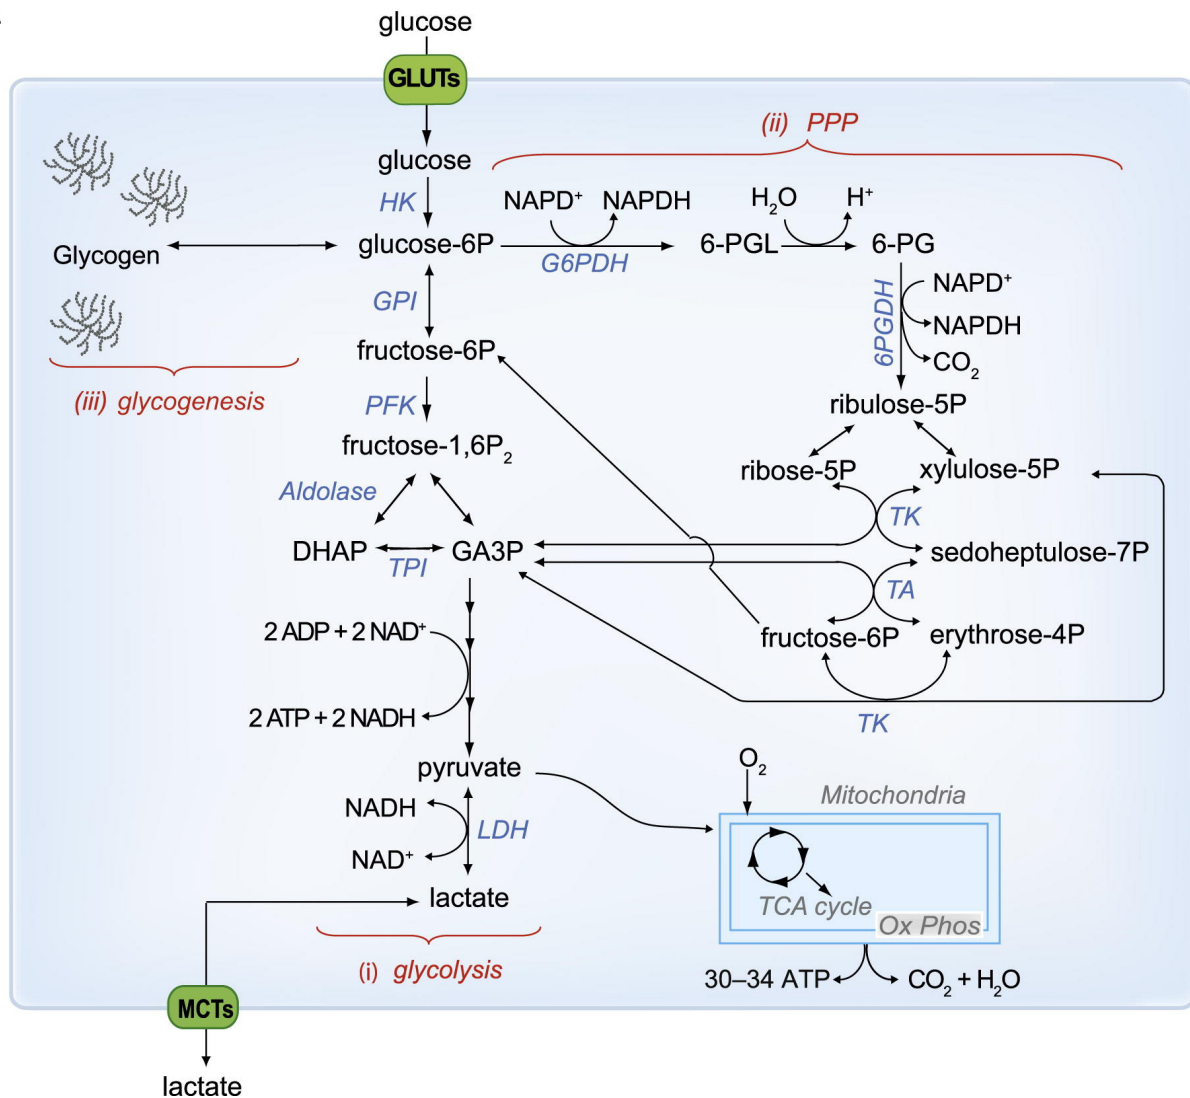 glucose
GLUTs
glucose
(ii) PPP
HK
NAPD⁺ NAPDH
H₂O H⁺
Glycogen
glucose-6P
G6PDH
6-PGL
6-PG
GPI
6PGDH
NAPD⁺
NAPDH
CO₂
fructose-6P
(iii) glycogenesis
PFK
ribulose-5P
fructose-1,6P₂
Aldolase
ribose-5P
xylulose-5P
TK
DHAP
TPI
GA3P
sedoheptulose-7P
TA
2 ADP + 2 NAD⁺
fructose-6P
erythrose-4P
2 ATP + 2 NADH
TK
pyruvate
O₂
Mitochondria
NADH
LDH
NAD⁺
lactate
TCA cycle
Ox Phos
(i) glycolysis
30–34 ATP
CO₂ + H₂O
MCTs
lactate